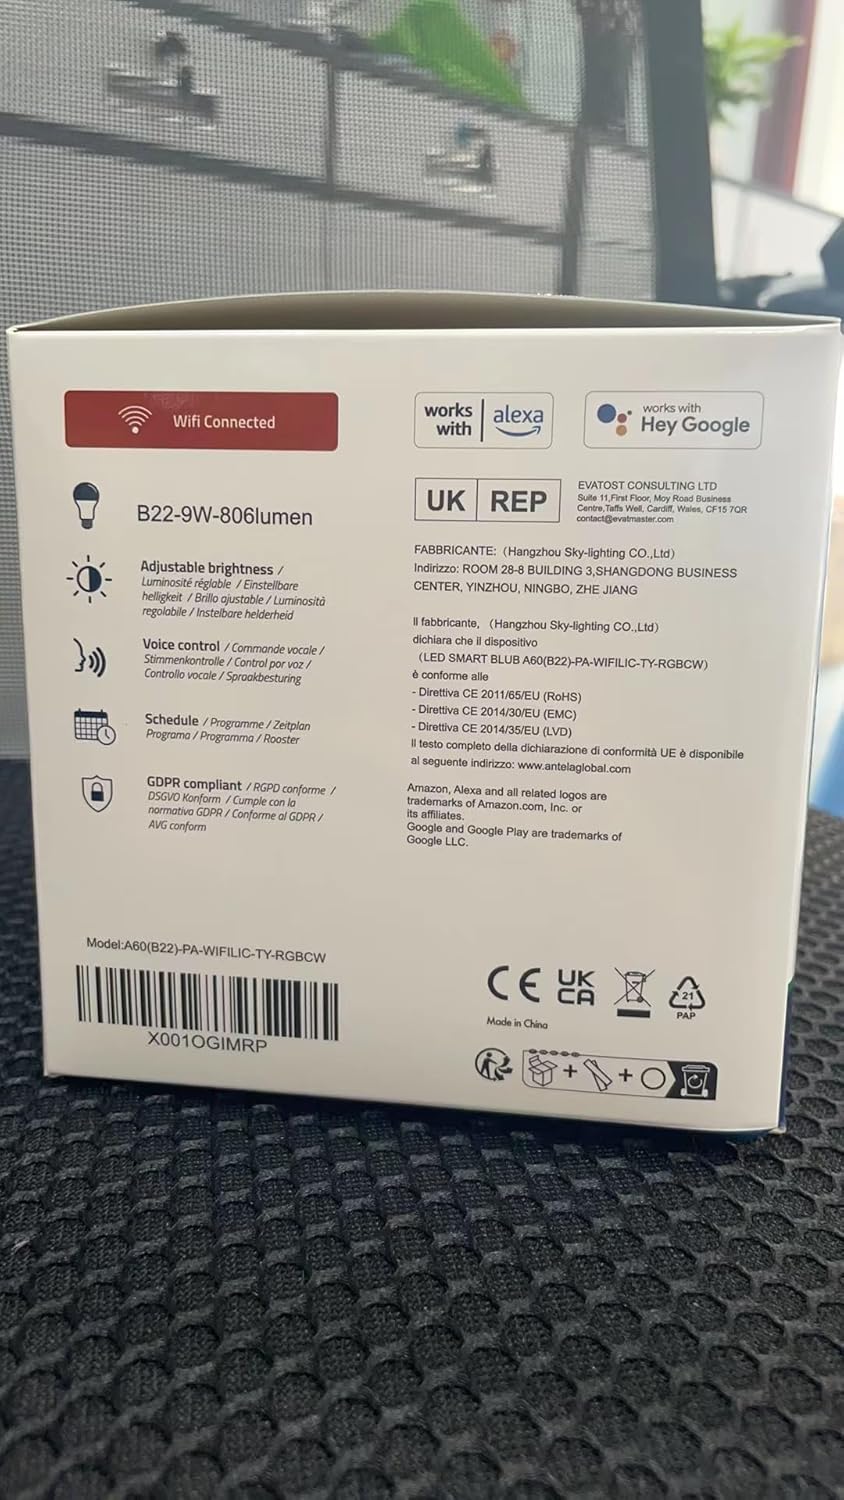 Wifi Connected
works with alexa
works with
Hey Google
B22-9W-806lumen
Adjustable brightness /
Luminosité réglable / Einstellbare
helligkeit / Brillo ajustable / Luminosità
regolabile / Instelbare helderheid
Voice control / Commande vocale /
Stimmenkontrolle / Control por voz /
Controllo vocale / Spraakbesturing
Schedule / Programme / Zeitplan
Programa / Programma / Rooster
GDPR compliant / RGPD conforme /
DSGVO Konform / Cumple con la
normativa GDPR / Conforme al GDPR /
AVG conform
UK REP
EVATOST CONSULTING LTD
Suite 11,First Floor, Moy Road Business
Centre,Taffs Well, Cardiff, Wales, CF15 7QR
contact@evatmaster.com
FABBRICANTE:（Hangzhou Sky-lighting CO.,Ltd）
Indirizzo: ROOM 28-8 BUILDING 3,SHANGDONG BUSINESS
CENTER, YINZHOU, NINGBO, ZHE JIANG
Il fabbricante, （Hangzhou Sky-lighting CO.,Ltd）
dichiara che il dispositivo
（LED SMART BLUB A60(B22)-PA-WIFILIC-TY-RGBCW）
è conforme alle
- Direttiva CE 2011/65/EU (RoHS)
- Direttiva CE 2014/30/EU (EMC)
- Direttiva CE 2014/35/EU (LVD)
Il testo completo della dichiarazione di conformità UE è disponibile
al seguente indirizzo: www.antelaglobal.com
Amazon, Alexa and all related logos are
trademarks of Amazon.com, Inc. or
its affiliates.
Google and Google Play are trademarks of
Google LLC.
Model:A60(B22)-PA-WIFILIC-TY-RGBCW
X001OGIMRP
CE UK CA
21
PAP
Made in China